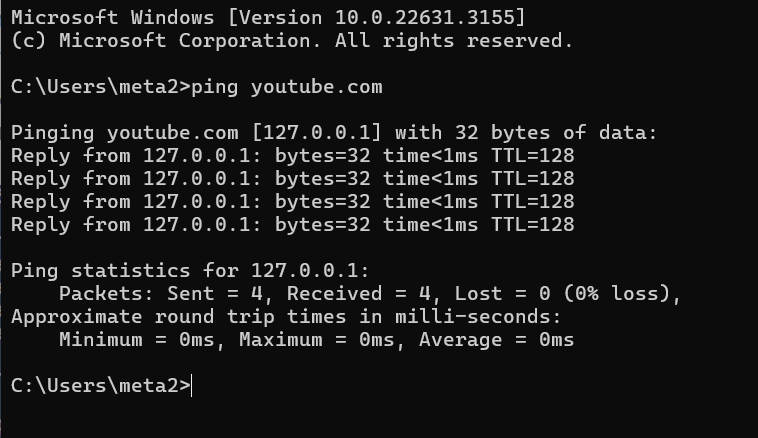 Microsoft Windows [Version 10.0.22631.3155]
(c) Microsoft Corporation. All rights reserved.
C:\Users\meta2>ping youtube.com
Pinging youtube.com [127.0.0.1] with 32 bytes of data:
Reply from 127.0.0.1: bytes=32 time<1ms TTL=128
Reply from 127.0.0.1: bytes=32 time<1ms TTL=128
Reply from 127.0.0.1: bytes=32 time<1ms TTL=128
Reply from 127.0.0.1: bytes=32 time<1ms TTL=128
Ping statistics for 127.0.0.1:
    Packets: Sent = 4, Received = 4, Lost = 0 (0% loss),
Approximate round trip times in milli-seconds:
    Minimum = 0ms, Maximum = 0ms, Average = 0ms
C:\Users\meta2>